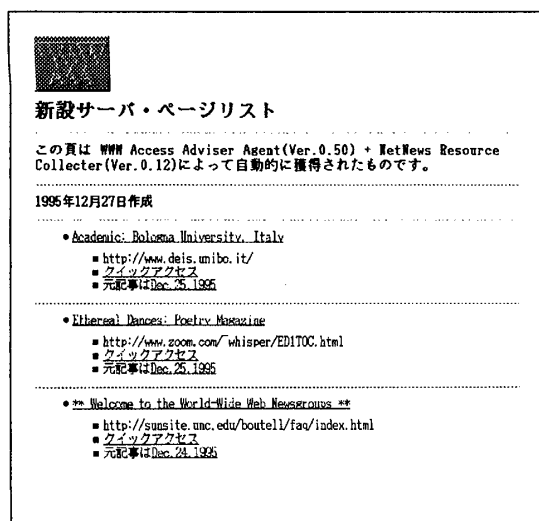 新設サーバ・ページリスト
この頁は WWW Access Adviser Agent(Ver.0.50) + NetNews Resource
Collecter(Ver.0.12)によって自動的に獲得されたものです。
1995年12月27日作成
● Academic: Bologna University, Italy
■ http://www.deis.unibo.it/
■ クイックアクセス
■ 元記事はDec.25.1995
● Ethereal Dances: Poetry Magazine
■ http://www.zoom.com/~whisper/ED1TOC.html
■ クイックアクセス
■ 元記事はDec.25.1995
● ** Welcome to the World-Wide Web Newsgroups **
■ http://sunsite.unc.edu/boutell/faq/index.html
■ クイックアクセス
■ 元記事はDec.24.1995